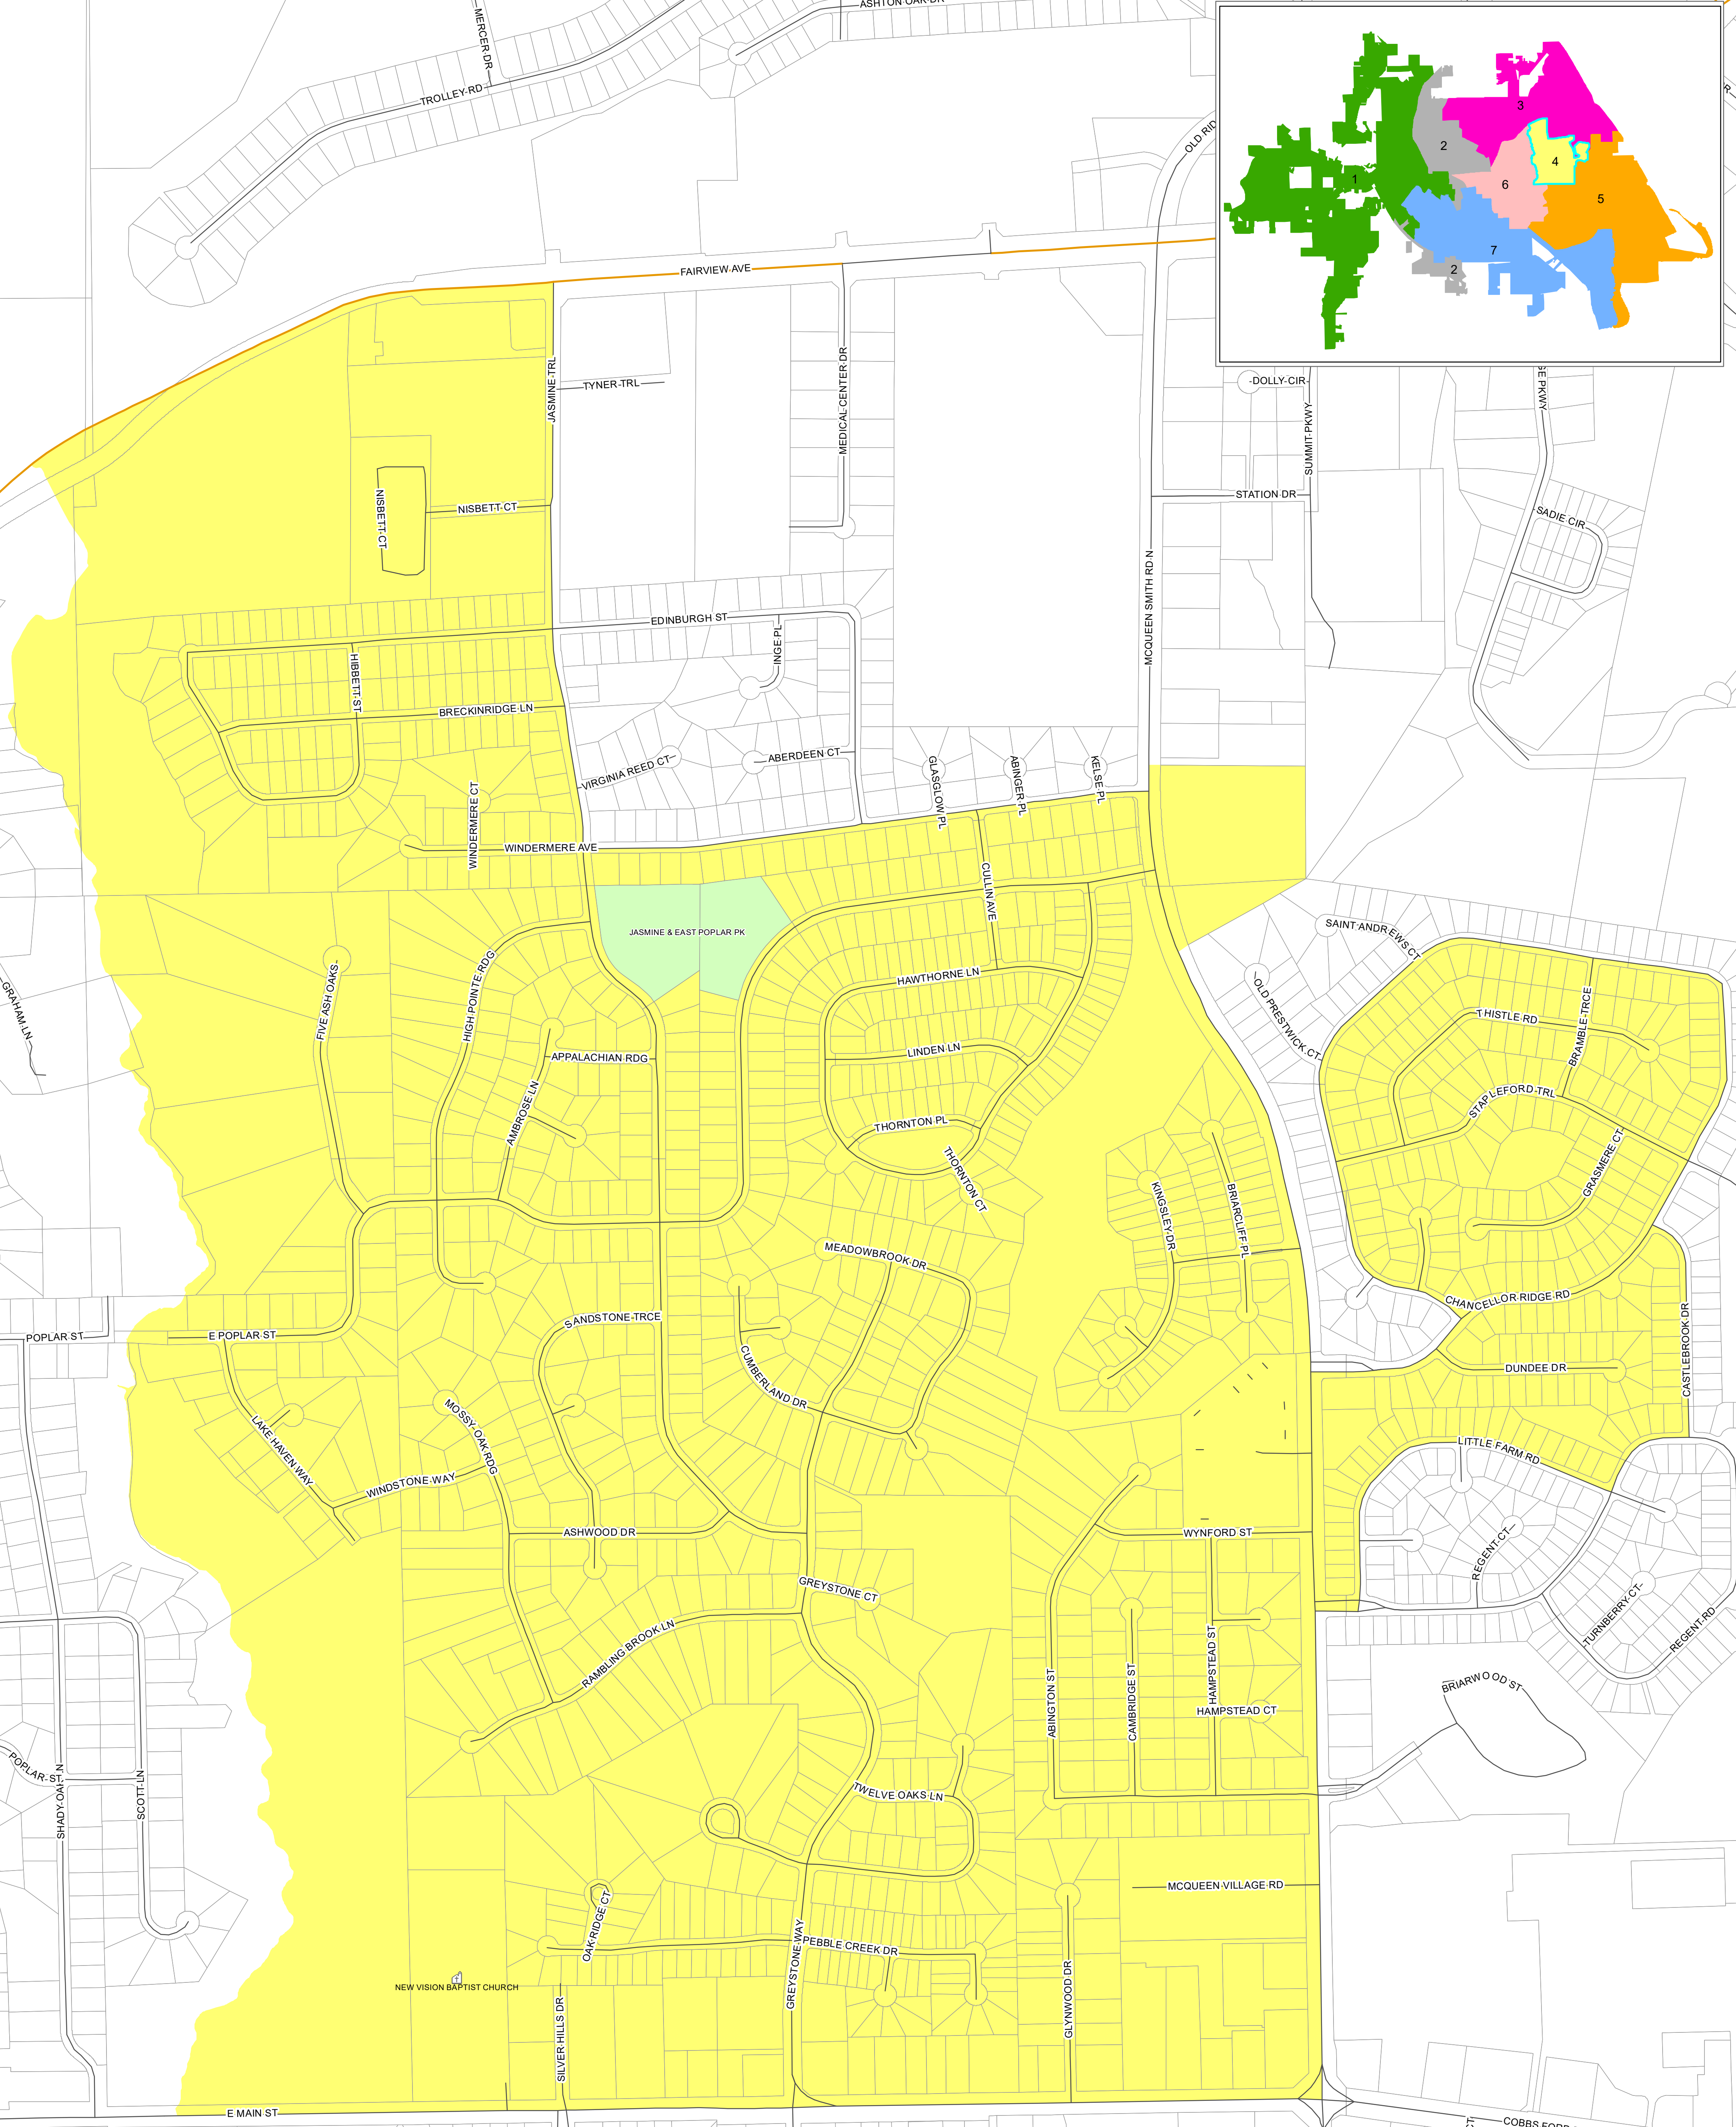 MERCER DR
ASHTON OAK DR
TROLLEY RD
OLD RID
FAIRVIEW AVE
1
2
3
4
5
6
7
2
JASMINE TRL
TYNER TRL
MEDICAL CENTER DR
DOLLY CIR
SUMMIT PKWY
SE PKWY
NISBETT CT
NISBETT CT
STATION DR
SADIE CIR
MCQUEEN SMITH RD N
EDINBURGH ST
INGE PL
HIBBETT ST
BRECKINRIDGE LN
VIRGINIA REED CT
ABERDEEN CT
GLASGLOW PL
ABINGER PL
KELSE PL
WINDERMERE CT
WINDERMERE AVE
CULLIN AVE
JASMINE & EAST POPLAR PK
SAINT ANDREWS CT
OLD PRESTWICK CT
GRAHAM LN
FIVE ASH OAKS
HIGH POINTE RDG
HAWTHORNE LN
THISTLE RD
BRAMBLE TRCE
APPALACHIAN RDG
LINDEN LN
AMBROSE LN
THORNTON PL
STAPLEFORD TRL
THORNTON CT
GRASMERE CT
KINGSLEY DR
BRIARCLIFF PL
MEADOWBROOK DR
CHANCELLOR RIDGE RD
POPLAR ST
E POPLAR ST
SANDSTONE TRCE
CUMBERLAND DR
DUNDEE DR
CASTLEBROOK DR
LAKE HAVEN WAY
MOSSY OAK RDG
WINDSTONE WAY
LITTLE FARM RD
ASHWOOD DR
WYNFORD ST
REGENT CT
GREYSTONE CT
TURNBERRY CT
REGENT RD
RAMBLING BROOK LN
ABINGTON ST
CAMBRIDGE ST
HAMPSTEAD ST
HAMPSTEAD CT
BRIARWOOD ST
POPLAR ST
SHADY OAK LN
SCOTT LN
TWELVE OAKS LN
MCQUEEN VILLAGE RD
OAK RIDGE CT
GREYSTONE WAY
PEBBLE CREEK DR
NEW VISION BAPTIST CHURCH
SILVER HILLS DR
GLYNWOOD DR
E MAIN ST
COBBS FORD